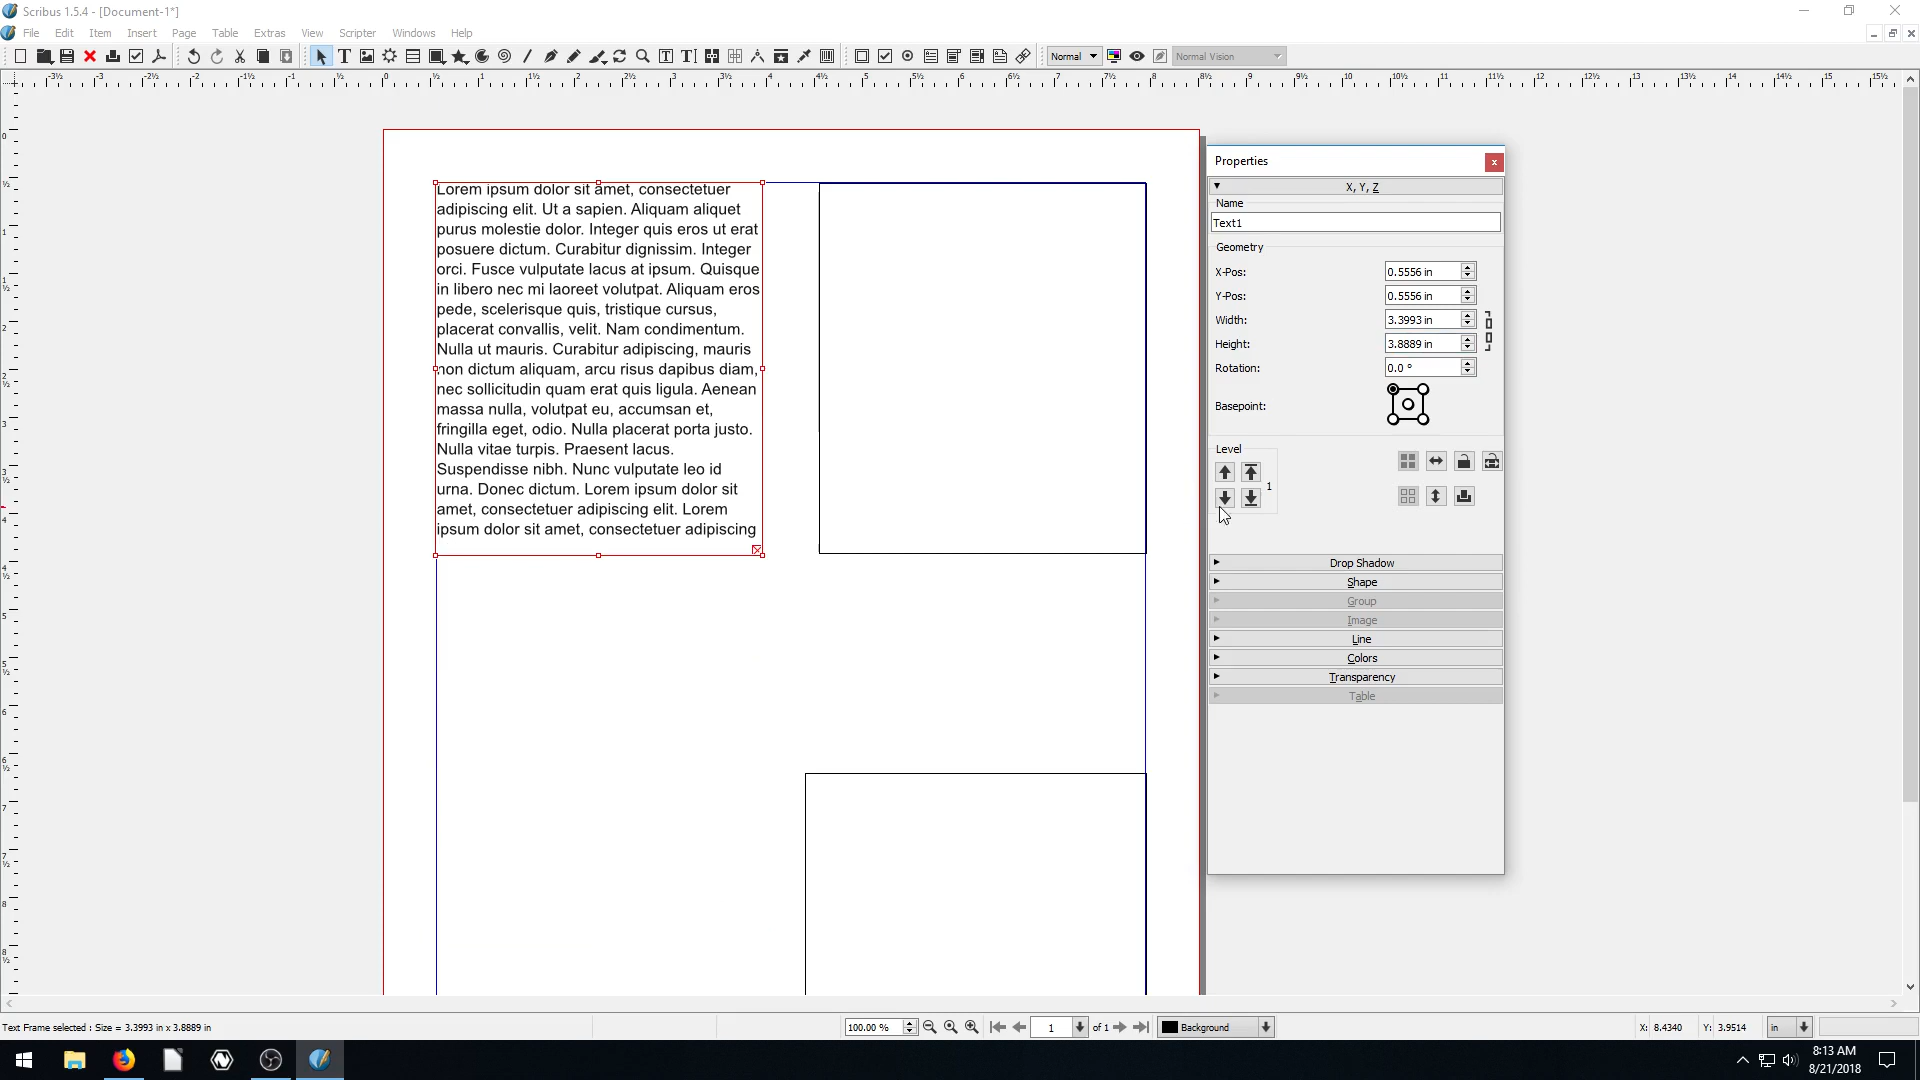 Scribus 1.5.4 - [Document-1*]
File Edit Item Insert Page Table Extras View Scripter Windows Help
Normal
Normal Vision
Lorem ipsum dolor sit amet, consectetuer
adipiscing elit. Ut a sapien. Aliquam aliquet
purus molestie dolor. Integer quis eros ut erat
posuere dictum. Curabitur dignissim. Integer
orci. Fusce vulputate lacus at ipsum. Quisque
in libero nec mi laoreet volutpat. Aliquam eros
pede, scelerisque quis, tristique cursus,
placerat convallis, velit. Nam condimentum.
Nulla ut mauris. Curabitur adipiscing, mauris
non dictum aliquam, arcu risus dapibus diam,
nec sollicitudin quam erat quis ligula. Aenean
massa nulla, volutpat eu, accumsan et,
fringilla eget, odio. Nulla placerat porta justo.
Nulla vitae turpis. Praesent lacus.
Suspendisse nibh. Nunc vulputate leo id
urna. Donec dictum. Lorem ipsum dolor sit
amet, consectetuer adipiscing elit. Lorem
ipsum dolor sit amet, consectetuer adipiscing
Properties
X, Y, Z
Name
Text1
Geometry
X-Pos: 0.5556 in
Y-Pos: 0.5556 in
Width: 3.3993 in
Height: 3.8889 in
Rotation: 0.0 °
Basepoint:
Level
1
Drop Shadow
Shape
Group
Image
Line
Colors
Transparency
Table
Text Frame selected : Size = 3.3993 in x 3.8889 in
100.00 %
1 of 1
Background
X: 8.4340 Y: 3.9514
in
8:13 AM
8/21/2018